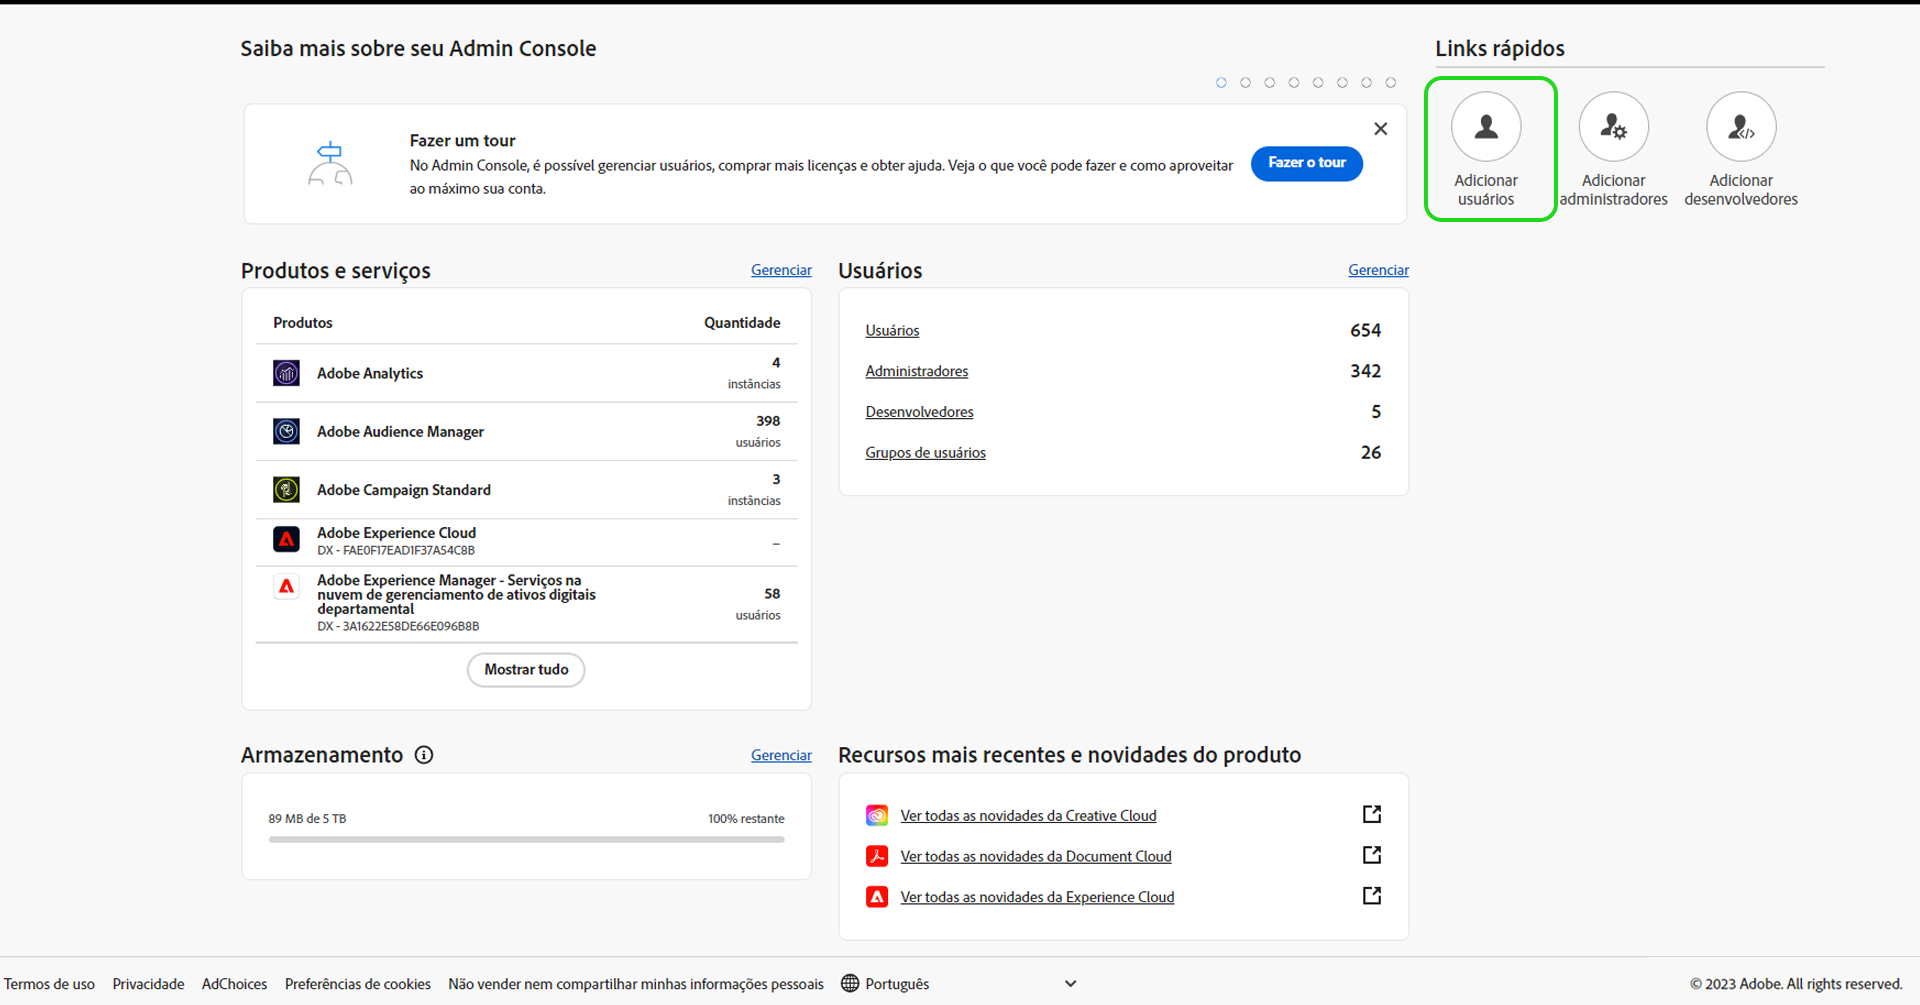 Saiba mais sobre seu Admin Console
Links rápidos
Fazer um tour
No Admin Console, é possível gerenciar usuários, comprar mais licenças e obter ajuda. Veja o que você pode fazer e como aproveitar
ao máximo sua conta.
Fazer o tour
Adicionar
usuários
Adicionar
administradores
Adicionar
desenvolvedores
Produtos e serviços
Gerenciar
Produtos
Quantidade
Adobe Analytics
4
instâncias
Adobe Audience Manager
398
usuários
Adobe Campaign Standard
3
instâncias
Adobe Experience Cloud
DX - FAE0F17EAD1F37A54C8B
–
Adobe Experience Manager - Serviços na
nuvem de gerenciamento de ativos digitais
departamental
DX - 3A1622E58DE66E096B8B
58
usuários
Mostrar tudo
Usuários
Gerenciar
Usuários
654
Administradores
342
Desenvolvedores
5
Grupos de usuários
26
Armazenamento
Gerenciar
89 MB de 5 TB
100% restante
Recursos mais recentes e novidades do produto
Ver todas as novidades da Creative Cloud
Ver todas as novidades da Document Cloud
Ver todas as novidades da Experience Cloud
Termos de uso
Privacidade
AdChoices
Preferências de cookies
Não vender nem compartilhar minhas informações pessoais
Português
© 2023 Adobe. All rights reserved.